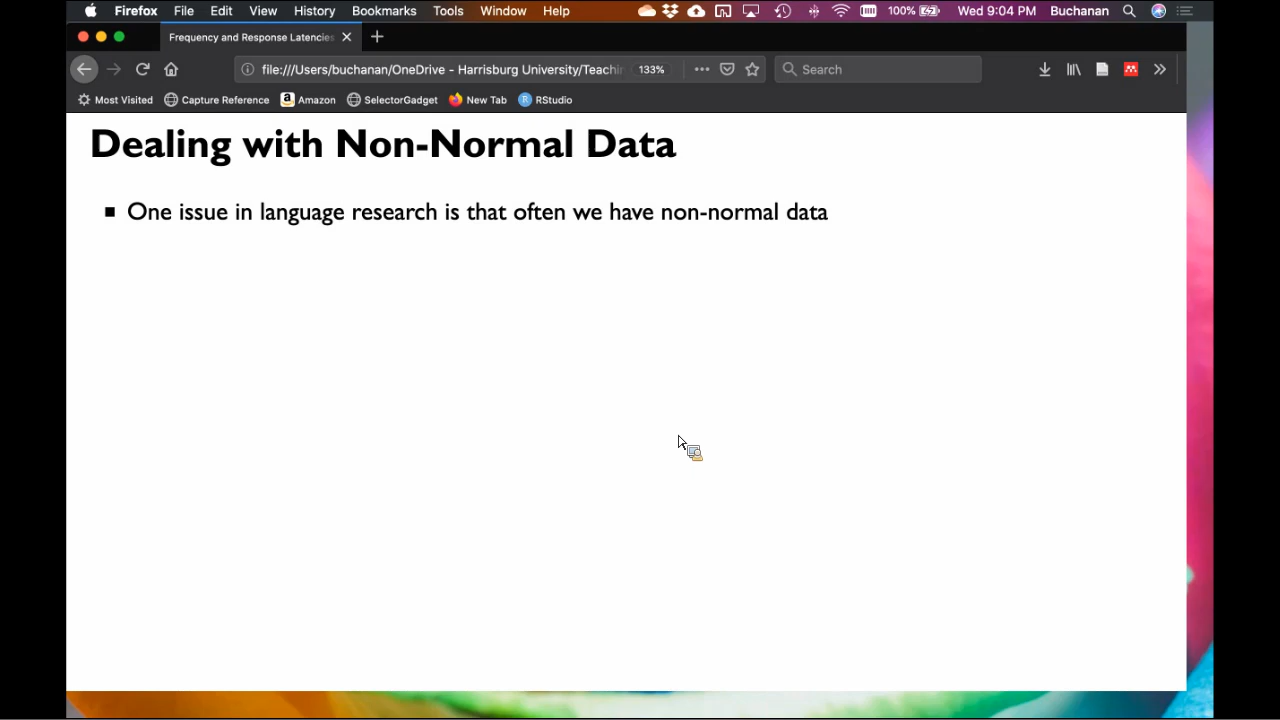 Firefox File Edit View History Bookmarks Tools Window Help 100% Wed 9:04 PM Buchanan
Frequency and Response Latencies
file:///Users/buchanan/OneDrive - Harrisburg University/Teachin 133% Search
Most Visited Capture Reference Amazon SelectorGadget New Tab RStudio
Dealing with Non-Normal Data
One issue in language research is that often we have non-normal data